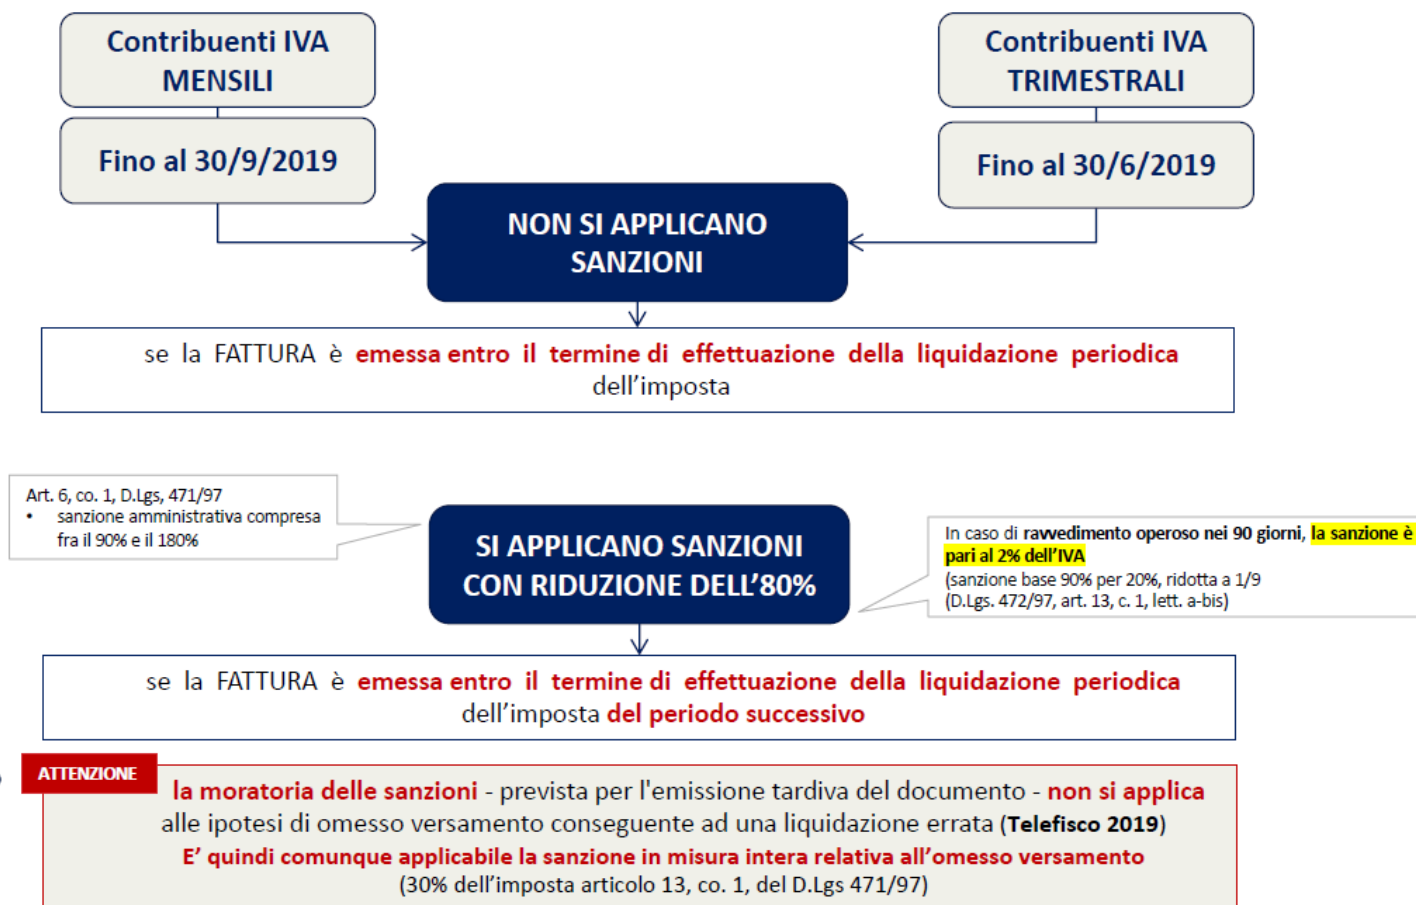 Contribuenti IVA
MENSILI
Fino al 30/9/2019
Contribuenti IVA
TRIMESTRALI
Fino al 30/6/2019
NON SI APPLICANO
SANZIONI
se la FATTURA è emessa entro il termine di effettuazione della liquidazione periodica
dell'imposta
Art. 6, co. 1, D.Lgs, 471/97
• sanzione amministrativa compresa
fra il 90% e il 180%
SI APPLICANO SANZIONI
CON RIDUZIONE DELL'80%
In caso di ravvedimento operoso nei 90 giorni, la sanzione è
pari al 2% dell'IVA
(sanzione base 90% per 20%, ridotta a 1/9
(D.Lgs. 472/97, art. 13, c. 1, lett. a-bis)
se la FATTURA è emessa entro il termine di effettuazione della liquidazione periodica
dell'imposta del periodo successivo
ATTENZIONE
la moratoria delle sanzioni - prevista per l'emissione tardiva del documento - non si applica
alle ipotesi di omesso versamento conseguente ad una liquidazione errata (Telefisco 2019)
E' quindi comunque applicabile la sanzione in misura intera relativa all'omesso versamento
(30% dell'imposta articolo 13, co. 1, del D.Lgs 471/97)